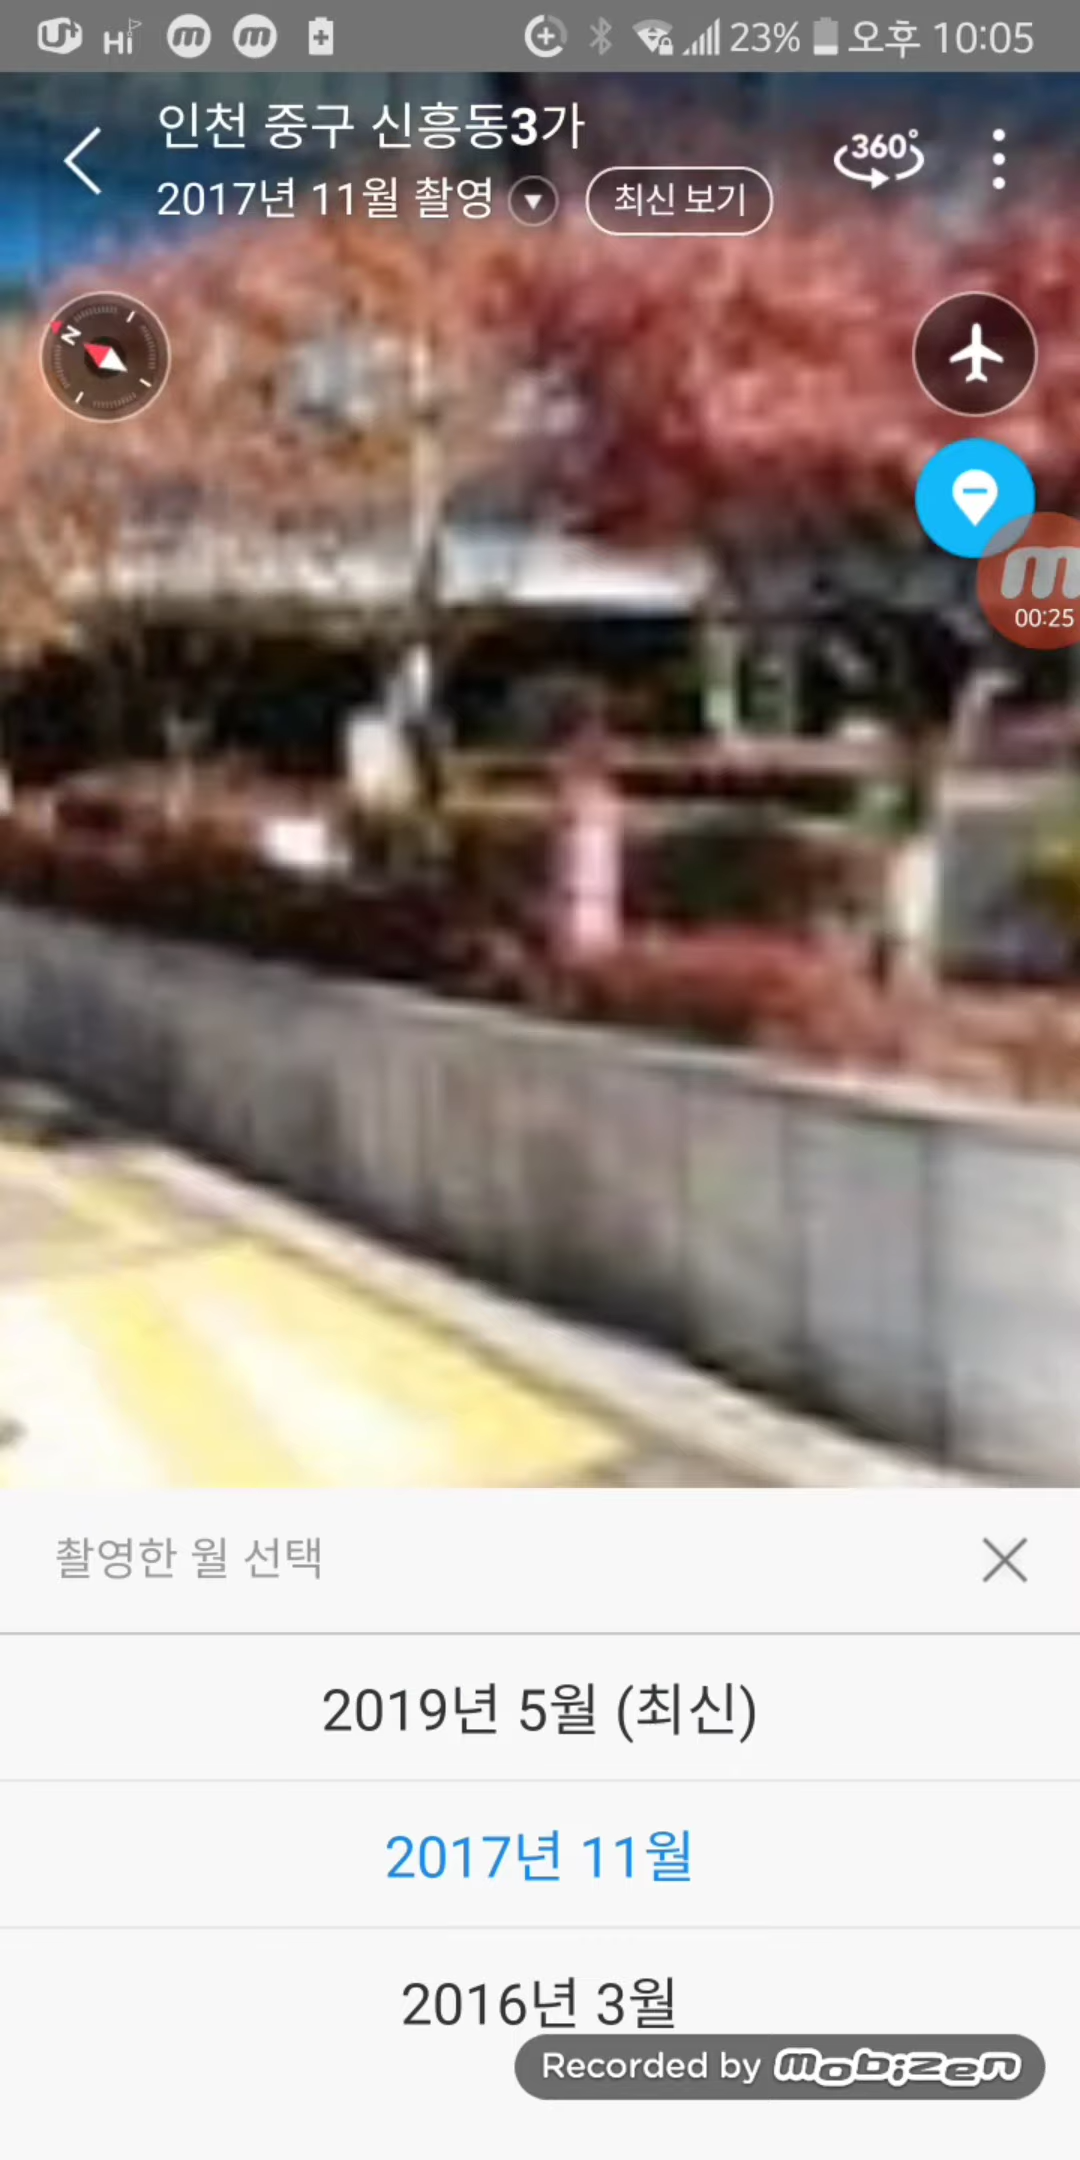 U+ Hi m m 23% 오후 10:05
인천 중구 신흥동3가
2017년 11월 촬영 최신 보기
360°
N
m
00:25
촬영한 월 선택
2019년 5월 (최신)
2017년 11월
2016년 3월
Recorded by mobizen